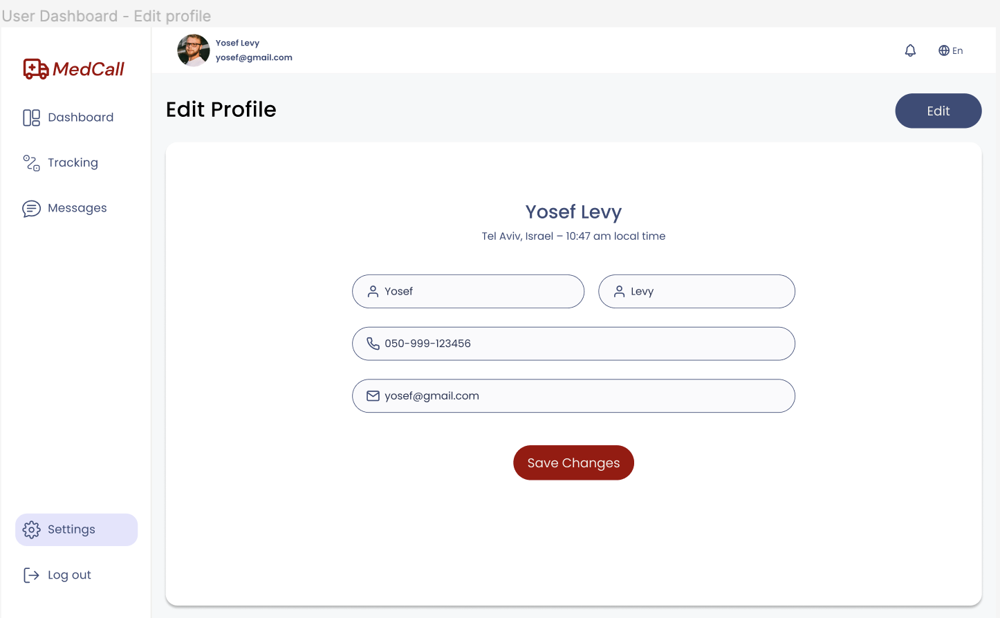 User Dashboard - Edit profile
MedCall
Dashboard
Tracking
Messages
Settings
Log out
Yosef Levy
yosef@gmail.com
En
Edit Profile
Edit
Yosef Levy
Tel Aviv, Israel – 10:47 am local time
Yosef
Levy
050-999-123456
yosef@gmail.com
Save Changes